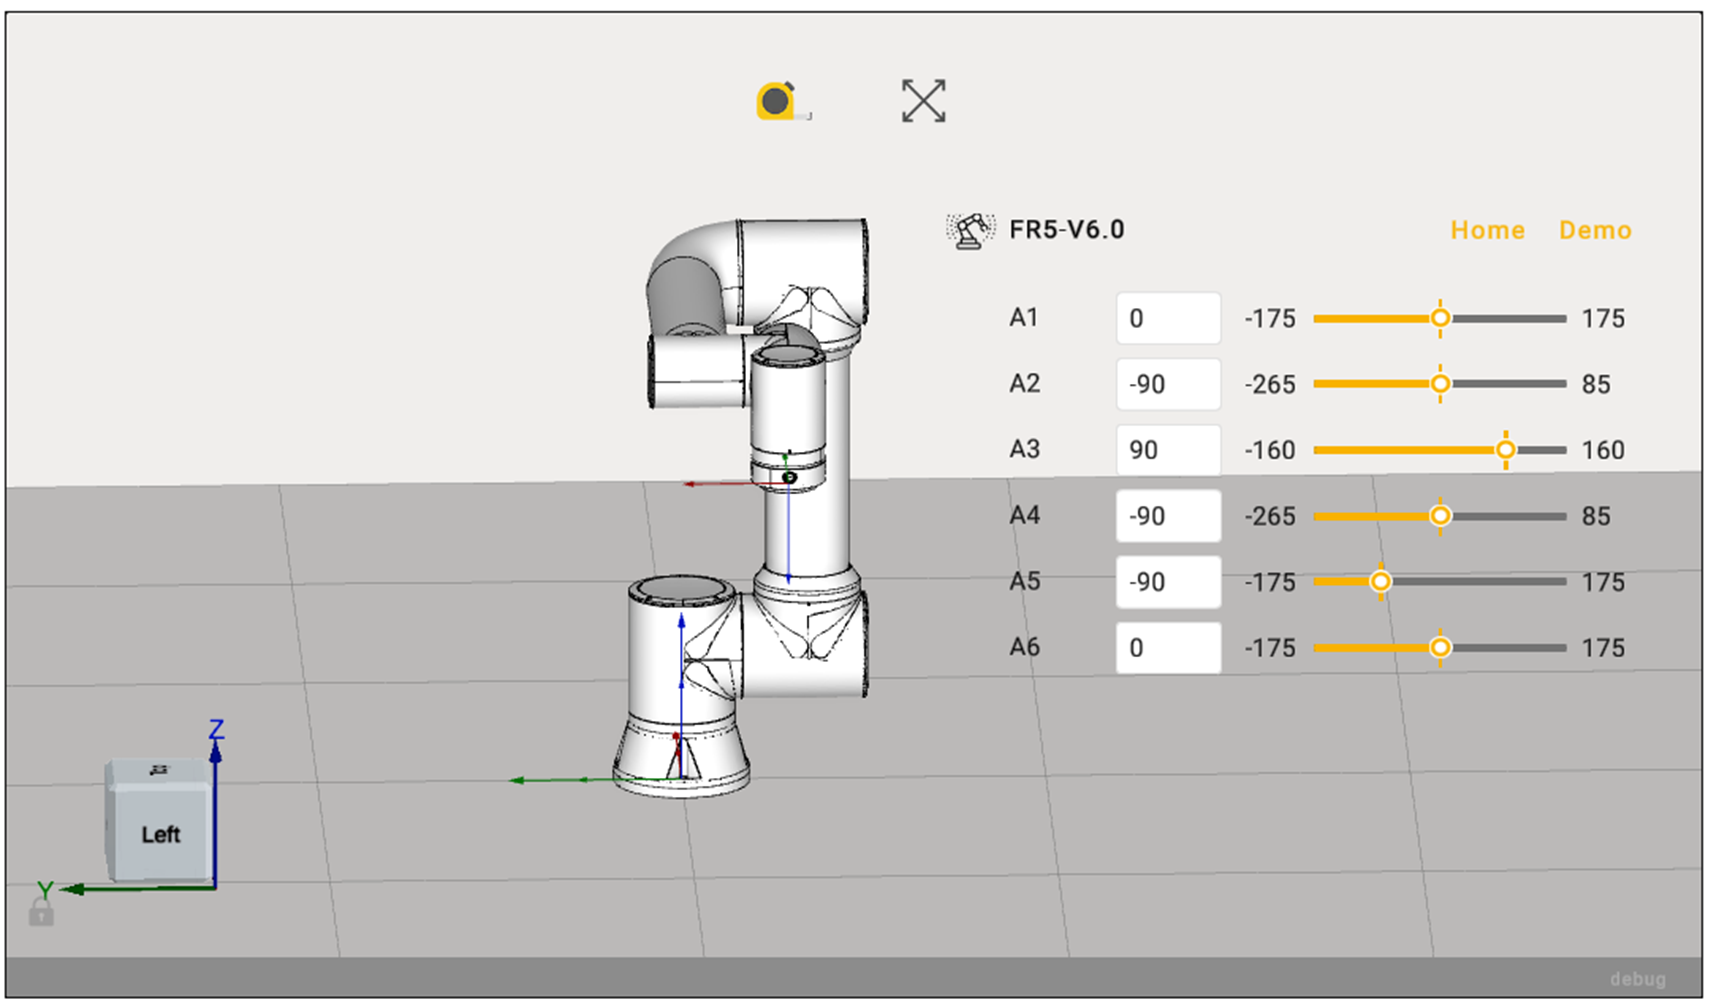 FR5-V6.0 Home Demo
A1 0 -175 175
A2 -90 -265 85
A3 90 -160 160
A4 -90 -265 85
A5 -90 -175 175
A6 0 -175 175
Z
Left
Y
debug